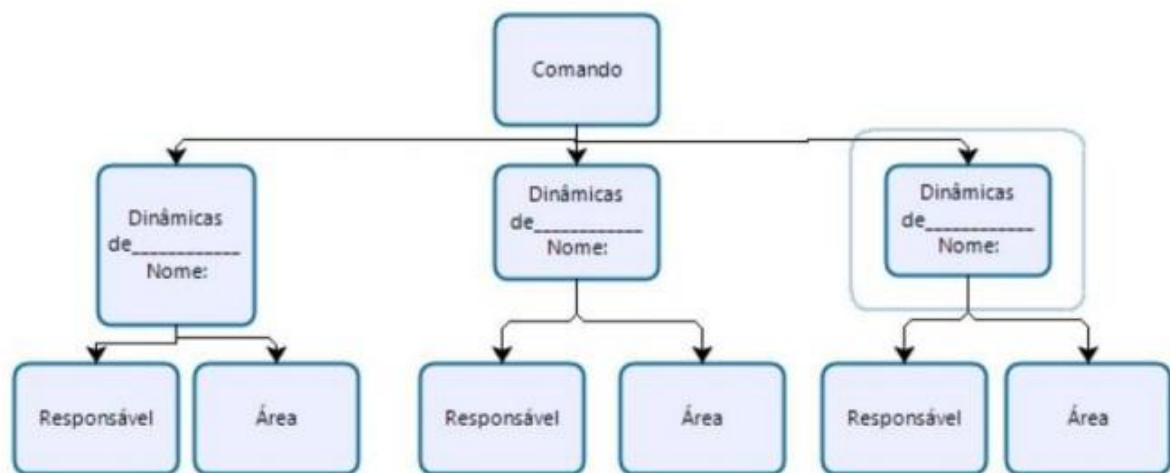 Comando
Dinâmicas
de___________
Nome:
Dinâmicas
de___________
Nome:
Dinâmicas
de___________
Nome:
Responsável
Área
Responsável
Área
Responsável
Área